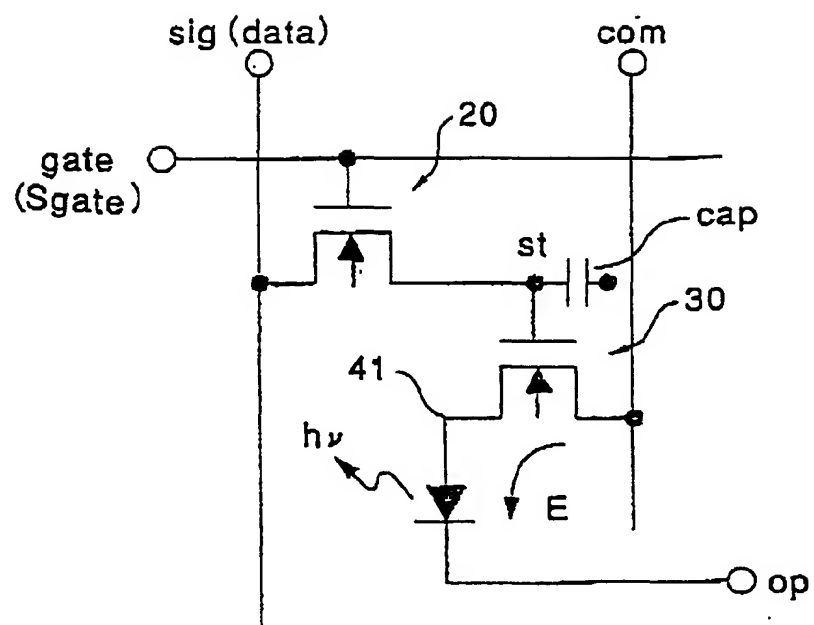 sig (data)
com
20
gate
(Sgate)
cap
st
30
41
hν
E
op